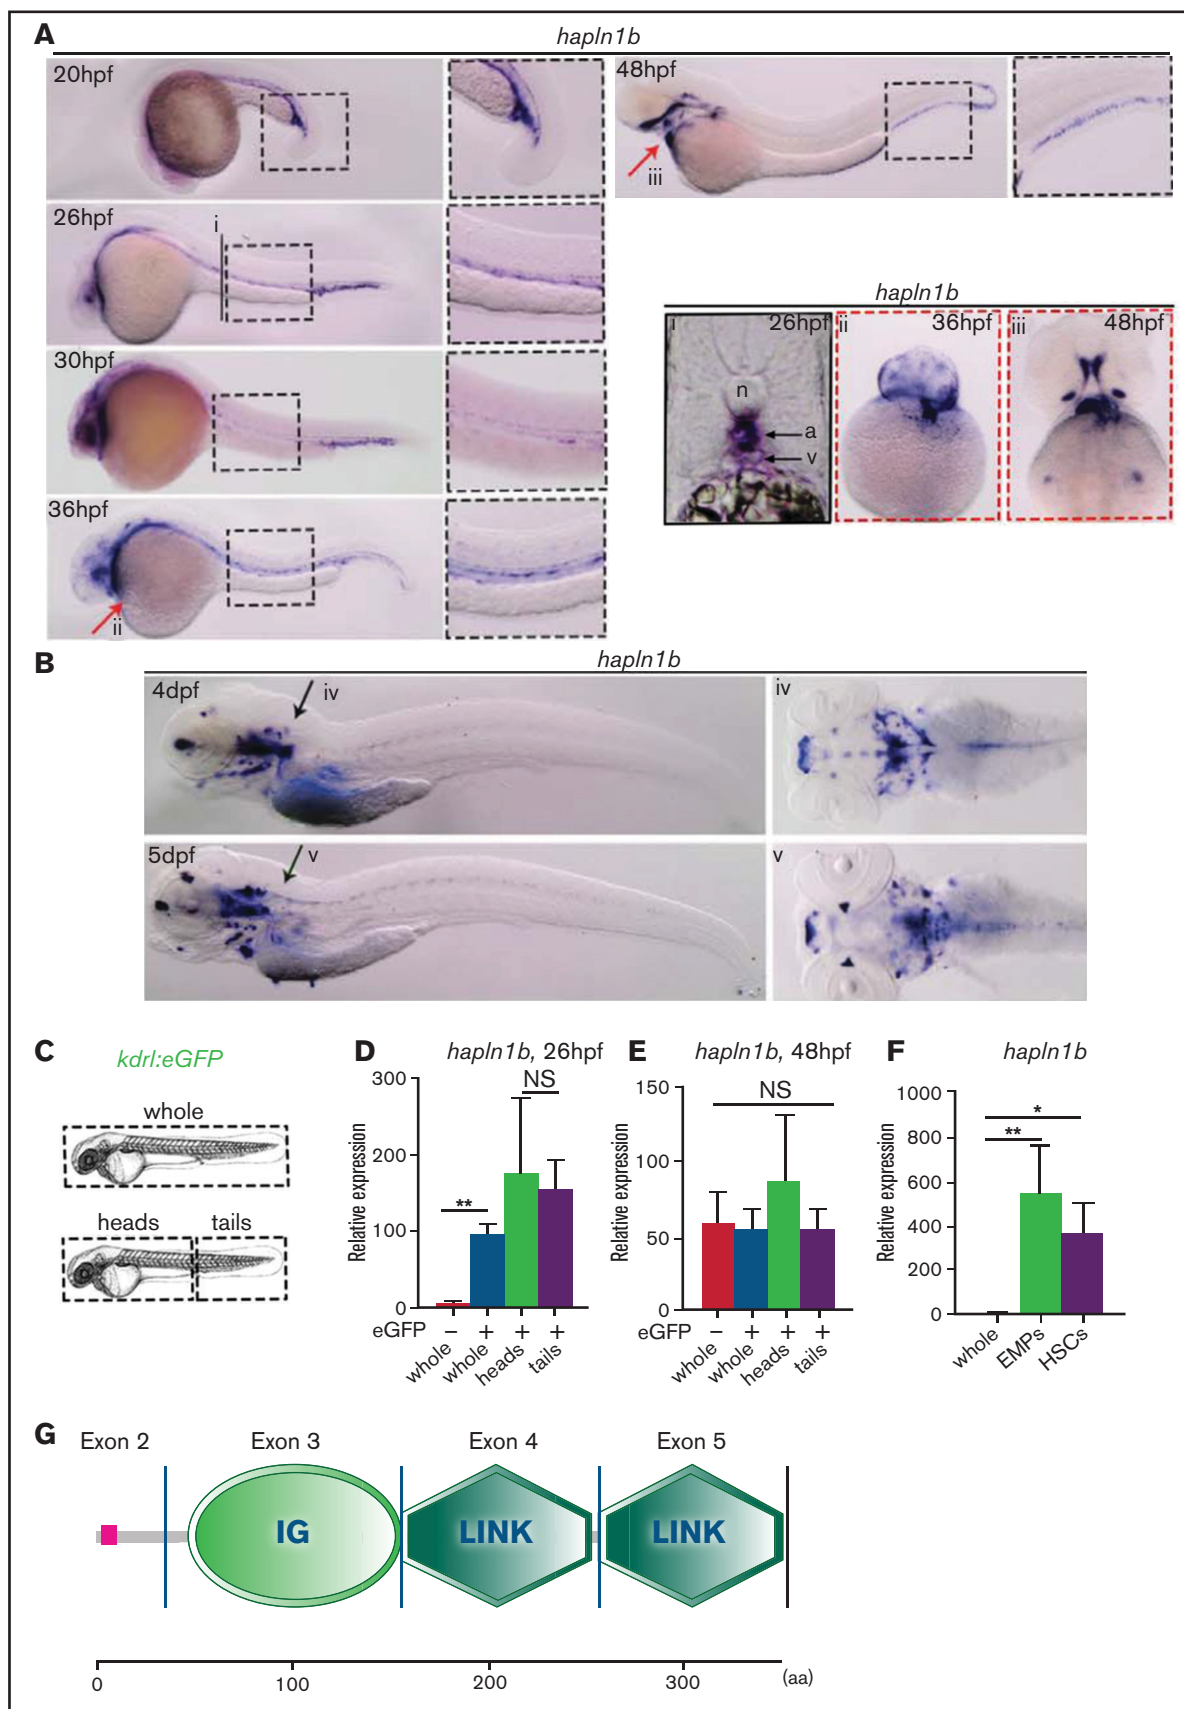 A
hapln1b
20hpf
48hpf
iii
26hpf
i
30hpf
36hpf
ii
hapln1b
i 26hpf
n
a
v
ii 36hpf
iii 48hpf
B
hapln1b
4dpf
iv
iv
5dpf
v
v
C
kdrl:eGFP
whole
heads tails
D
hapln1b, 26hpf
NS
**
Relative expression
300
200
100
0
eGFP − + + +
whole whole heads tails
E
hapln1b, 48hpf
NS
Relative expression
150
100
50
0
eGFP − + + +
whole whole heads tails
F
hapln1b
*
**
Relative expression
1000
800
600
400
200
0
whole EMPs HSCs
G
Exon 2 Exon 3 Exon 4 Exon 5
IG LINK LINK
0 100 200 300 (aa)